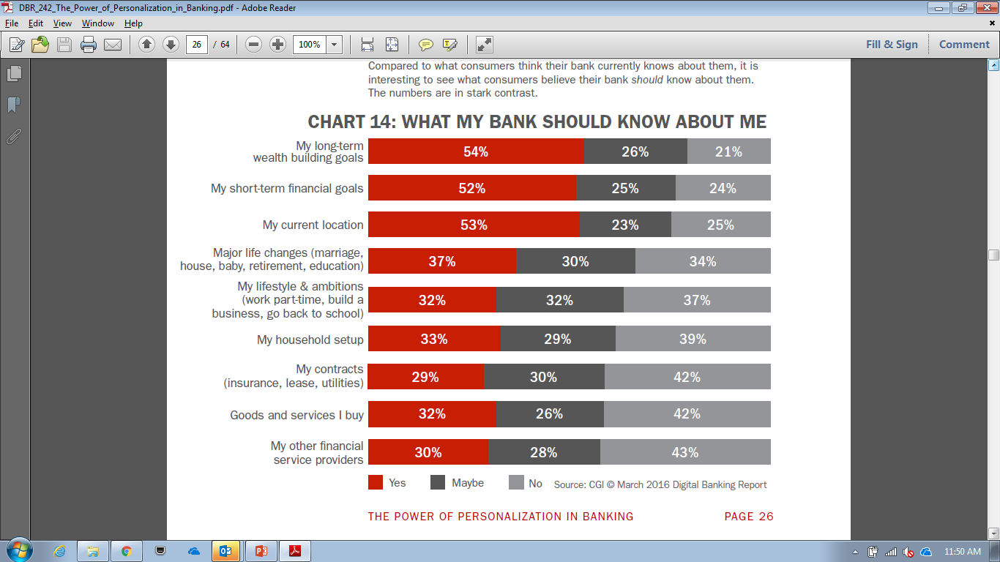 DBR_242_The_Power_of_Personalization_in_Banking.pdf - Adobe Reader
File Edit View Window Help
26 / 64 100% Fill & Sign Comment
Compared to what consumers think their bank currently knows about them, it is
interesting to see what consumers believe their bank should know about them.
The numbers are in stark contrast.
CHART 14: WHAT MY BANK SHOULD KNOW ABOUT ME
My long-term
wealth building goals
54% 26% 21%
My short-term financial goals 52% 25% 24%
My current location 53% 23% 25%
Major life changes (marriage,
house, baby, retirement, education)
37% 30% 34%
My lifestyle & ambitions
(work part-time, build a
business, go back to school)
32% 32% 37%
My household setup 33% 29% 39%
My contracts
(insurance, lease, utilities)
29% 30% 42%
Goods and services I buy 32% 26% 42%
My other financial
service providers
30% 28% 43%
Yes Maybe No Source: CGI © March 2016 Digital Banking Report
THE POWER OF PERSONALIZATION IN BANKING PAGE 26
11:50 AM